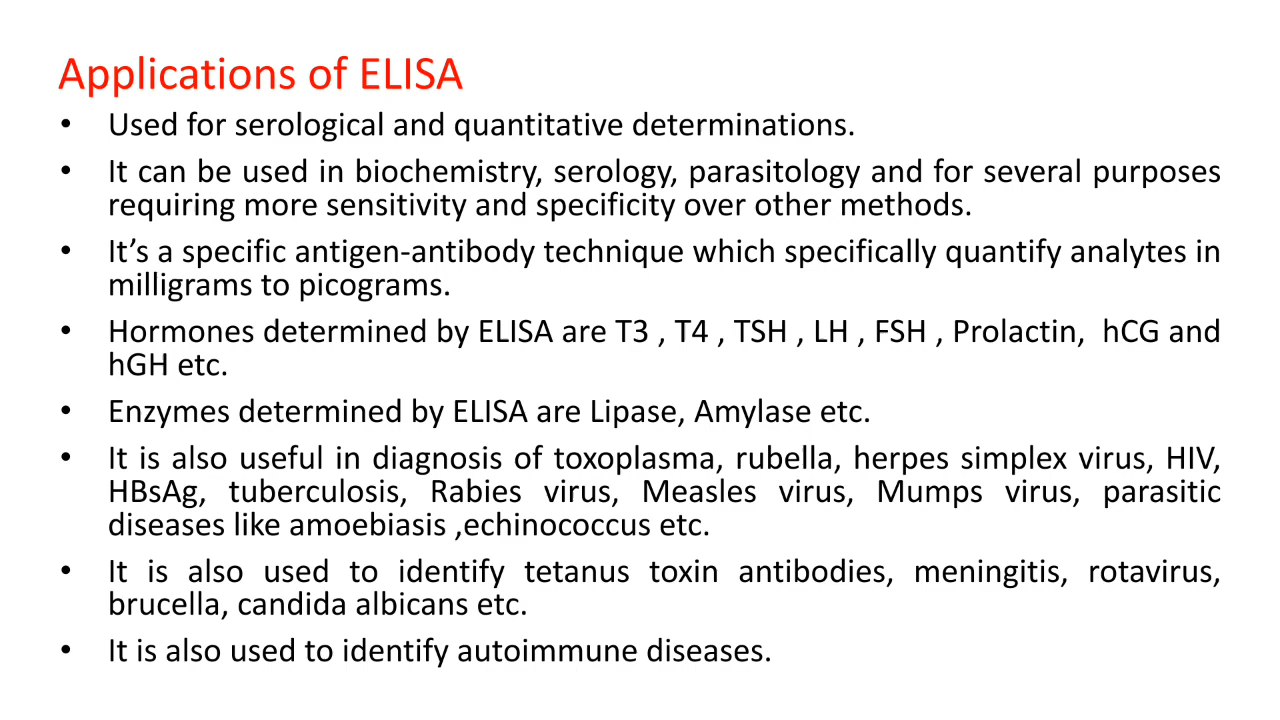 Applications of ELISA
• Used for serological and quantitative determinations.
• It can be used in biochemistry, serology, parasitology and for several purposes
requiring more sensitivity and specificity over other methods.
• It’s a specific antigen-antibody technique which specifically quantify analytes in
milligrams to picograms.
• Hormones determined by ELISA are T3 , T4 , TSH , LH , FSH , Prolactin,  hCG and
hGH etc.
• Enzymes determined by ELISA are Lipase, Amylase etc.
• It is also useful in diagnosis of toxoplasma, rubella, herpes simplex virus, HIV,
HBsAg, tuberculosis, Rabies virus, Measles virus, Mumps virus, parasitic
diseases like amoebiasis ,echinococcus etc.
• It is also used to identify tetanus toxin antibodies, meningitis, rotavirus,
brucella, candida albicans etc.
• It is also used to identify autoimmune diseases.